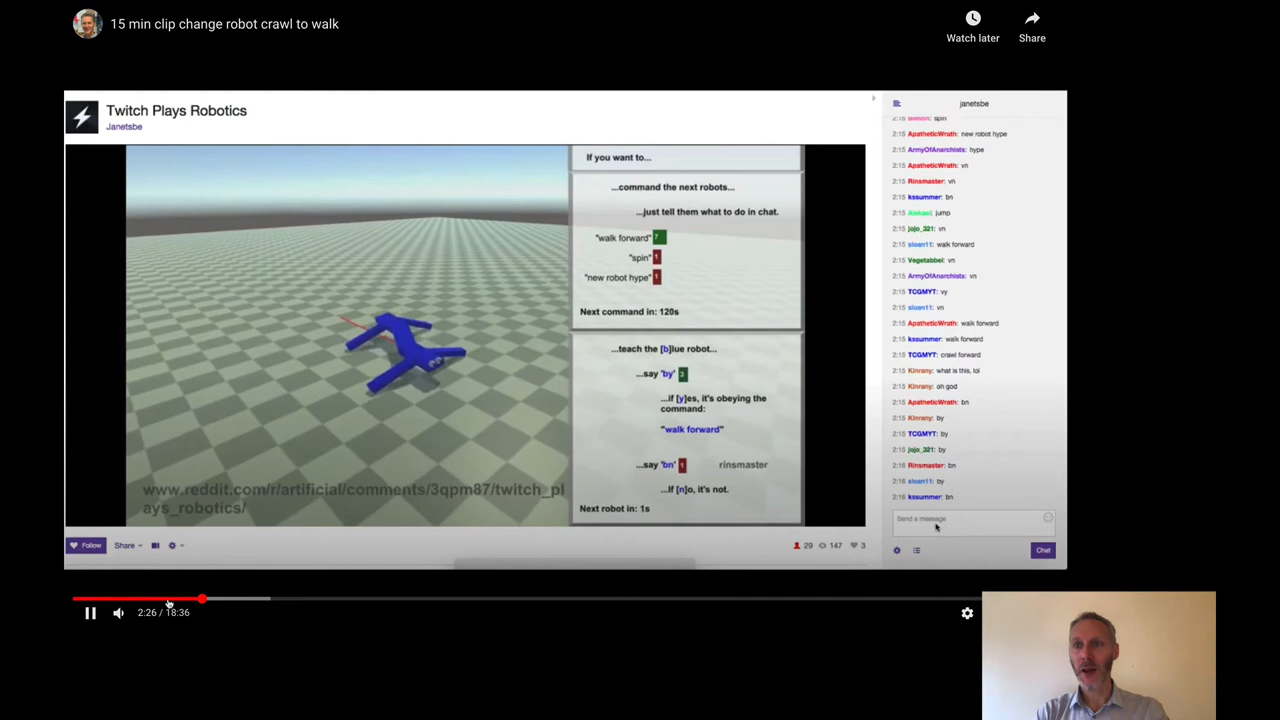 15 min clip change robot crawl to walk
Watch later
Share
Twitch Plays Robotics
Janetsbe
If you want to...
...command the next robots...
...just tell them what to do in chat.
"walk forward" 7
"spin" 1
"new robot hype" 1
Next command in: 120s
...teach the [b]lue robot...
...say 'by' 3
...if [y]es, it's obeying the
command:
"walk forward"
...say 'bn' 1 rinsmaster
...If [n]o, it's not.
Next robot in: 1s
www.reddit.com/r/artificial/comments/3qpm87/twitch_pl
ays_robotics/
Follow
Share
29 147 3
janetsbe
spin
2:15 ApatheticWrath: new robot hype
2:15 ArmyOfAnarchists: hype
2:15 ApatheticWrath: vn
2:15 Rinsmaster: vn
2:15 kssummer: bn
2:15 Alekael: jump
2:15 jojo_321: vn
2:15 sloan11: walk forward
2:15 Vegetabbel: vn
2:15 ArmyOfAnarchists: vn
2:15 TCGMYT: vy
2:15 sloan11: vn
2:15 ApatheticWrath: walk forward
2:15 kssummer: walk forward
2:15 TCGMYT: crawl forward
2:15 Kinrany: what is this, lol
2:15 Kinrany: oh god
2:15 ApatheticWrath: bn
2:15 Kinrany: by
2:15 TCGMYT: by
2:15 jojo_321: by
2:16 Rinsmaster: bn
2:16 sloan11: by
2:16 kssummer: bn
Send a message
Chat
2:26 / 18:36